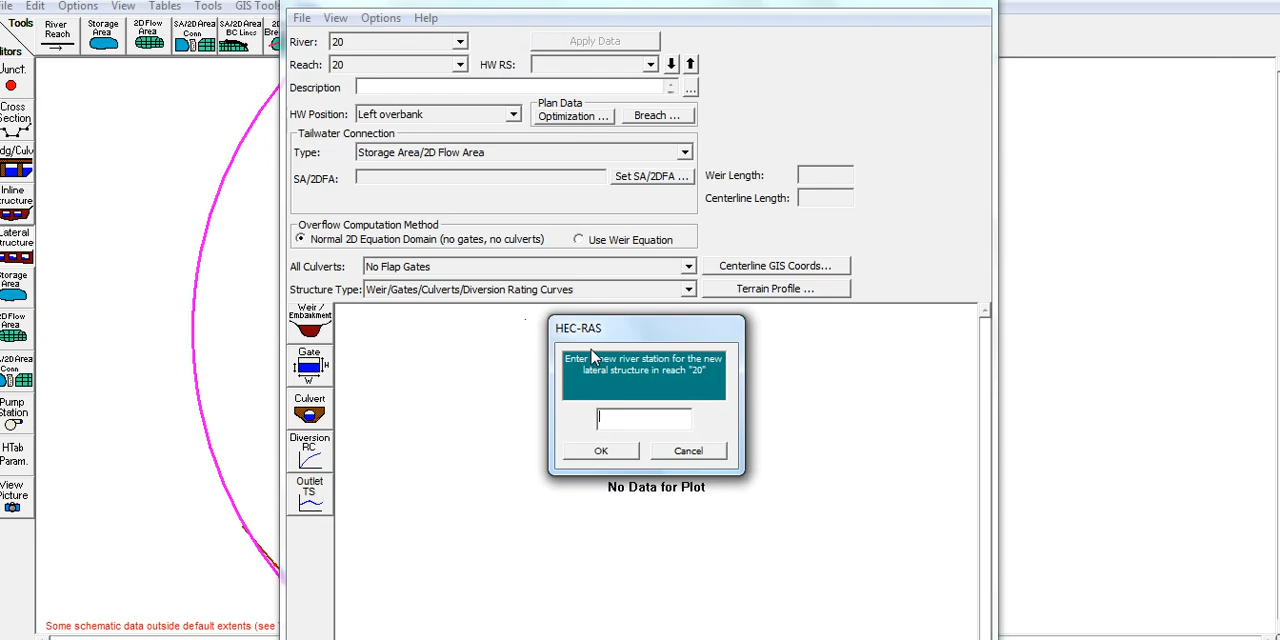 File Edit Options View Tables Tools GIS Tools
Tools
River Reach
Storage Area
2D Flow Area
SA/2D Area Conn
SA/2D Area BC Lines
Junct.
Cross Section
Inline Structure
Lateral Structure
Storage Area
2D Flow Area
SA/2D Area Conn
Pump Station
HTab Param.
View Picture
Some schematic data outside default extents (see
File View Options Help
River: 20
Apply Data
Reach: 20
HW RS:
Description
...
HW Position: Left overbank
Plan Data
Optimization ...
Breach ...
Tailwater Connection
Type: Storage Area/2D Flow Area
SA/2DFA:
Set SA/2DFA ...
Weir Length:
Centerline Length:
Overflow Computation Method
Normal 2D Equation Domain (no gates, no culverts)
Use Weir Equation
All Culverts: No Flap Gates
Centerline GIS Coords...
Structure Type: Weir/Gates/Culverts/Diversion Rating Curves
Terrain Profile ...
Weir / Embankment
Gate
H
W
Culvert
Diversion RC
Outlet TS
HEC-RAS
Enter new river station for the new
lateral structure in reach "20"
OK
Cancel
No Data for Plot